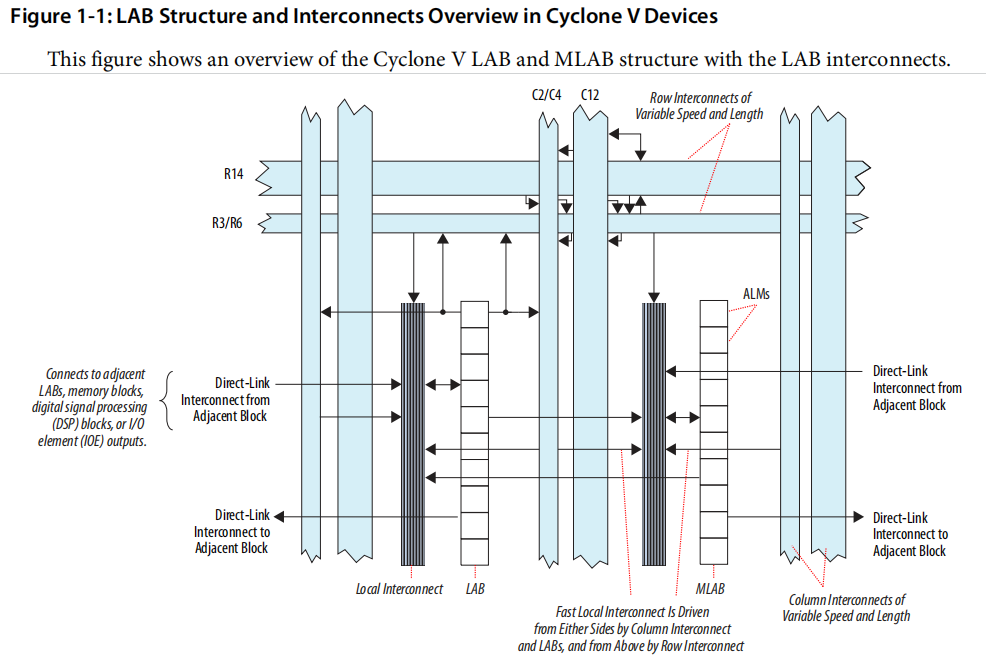 Figure 1-1: LAB Structure and Interconnects Overview in Cyclone V Devices
This figure shows an overview of the Cyclone V LAB and MLAB structure with the LAB interconnects.
C2/C4
C12
Row Interconnects of
Variable Speed and Length
R14
R3/R6
ALMs
Connects to adjacent
LABs, memory blocks,
digital signal processing
(DSP) blocks, or I/O
element (IOE) outputs.
Direct-Link
Interconnect from
Adjacent Block
Direct-Link
Interconnect from
Adjacent Block
Direct-Link
Interconnect to
Adjacent Block
Direct-Link
Interconnect to
Adjacent Block
Local Interconnect
LAB
MLAB
Fast Local Interconnect Is Driven
from Either Sides by Column Interconnect
and LABs, and from Above by Row Interconnect
Column Interconnects of
Variable Speed and Length